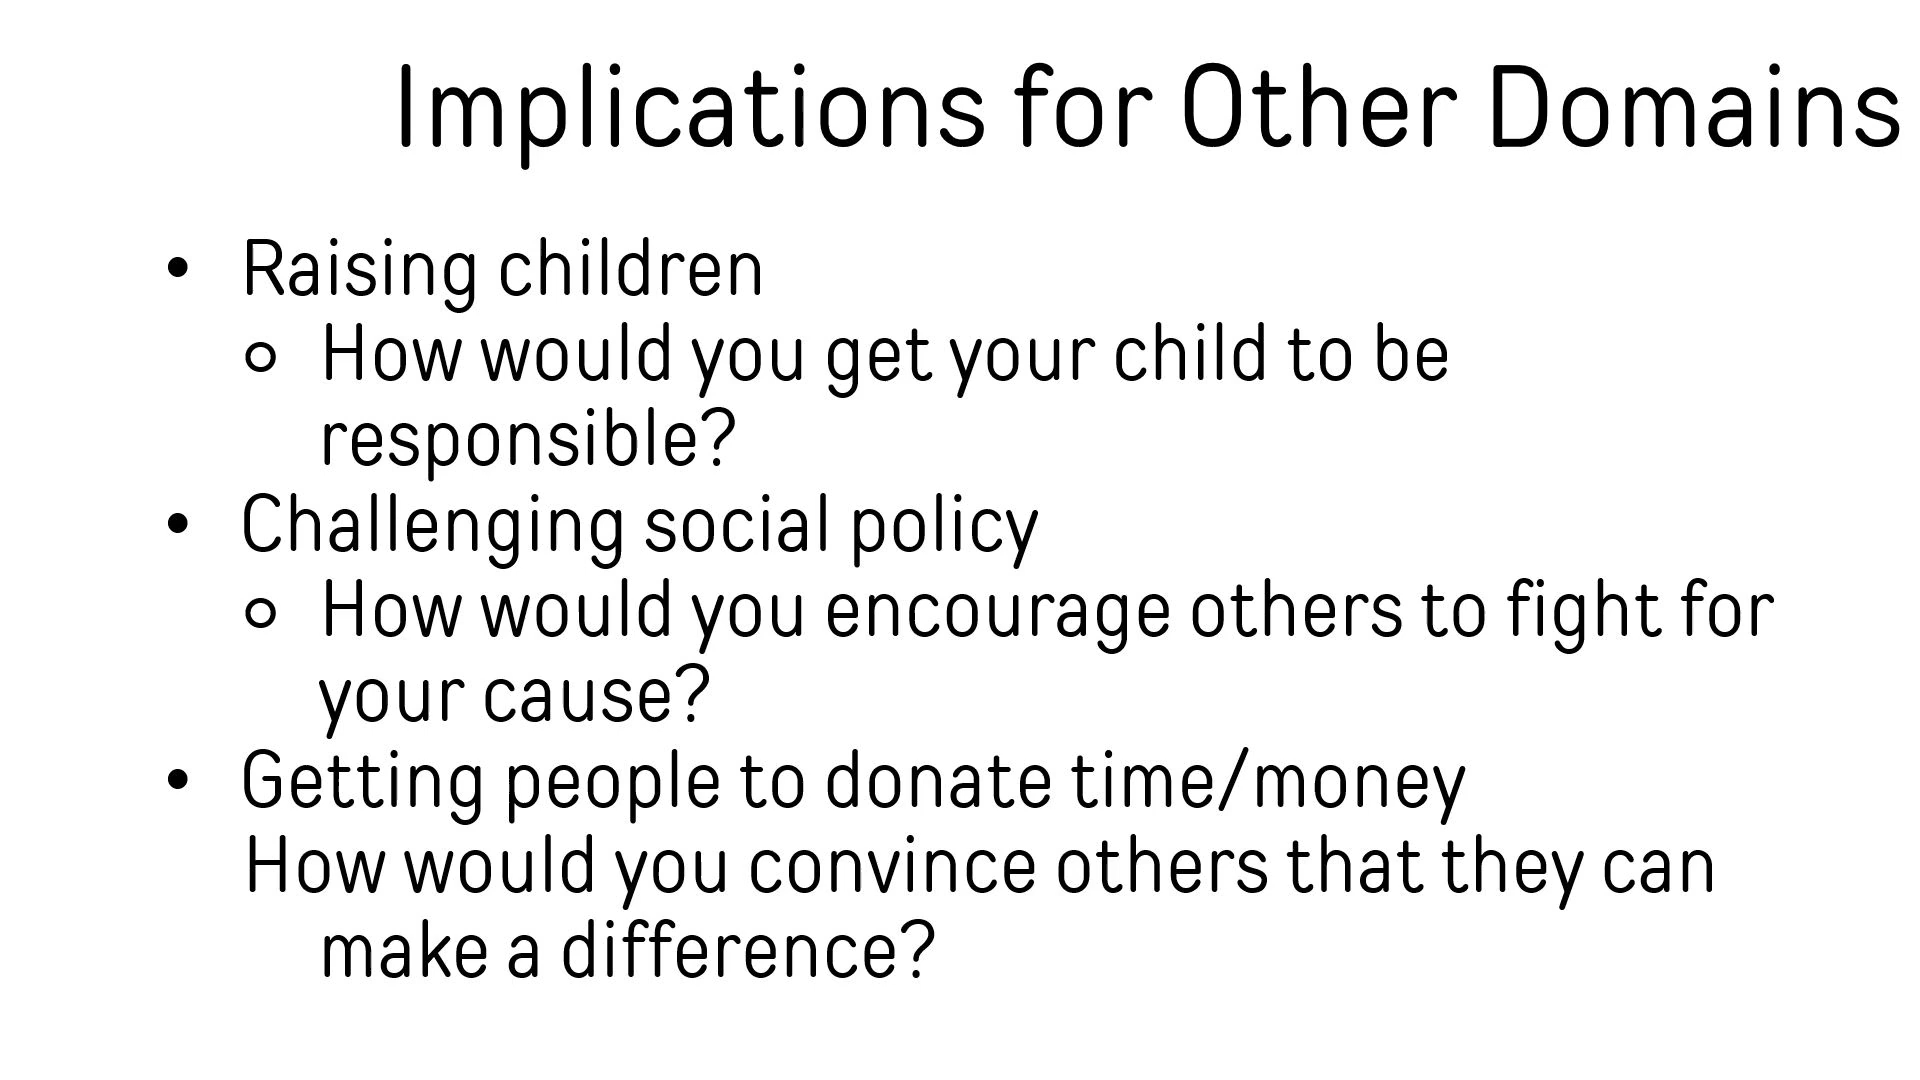 Implications for Other Domains
• Raising children
○ How would you get your child to be
responsible?
• Challenging social policy
○ How would you encourage others to fight for
your cause?
• Getting people to donate time/money
How would you convince others that they can
make a difference?